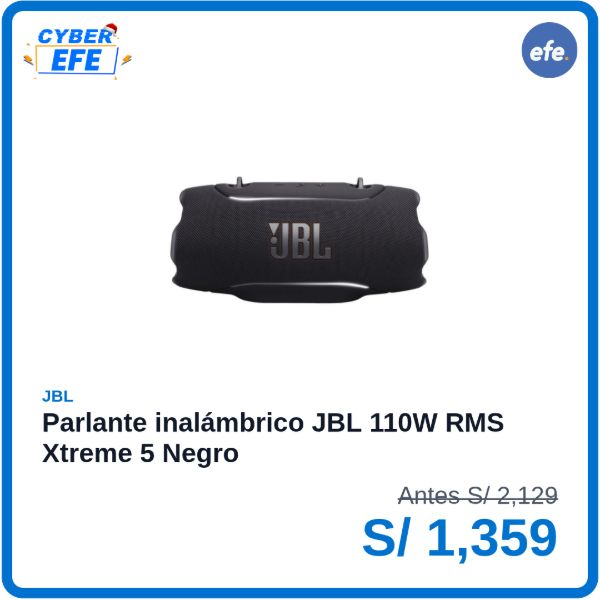 CYBER
EFE
efe.
JBL
JBL
Parlante inalámbrico JBL 110W RMS
Xtreme 5 Negro
Antes S/ 2,129
S/ 1,359